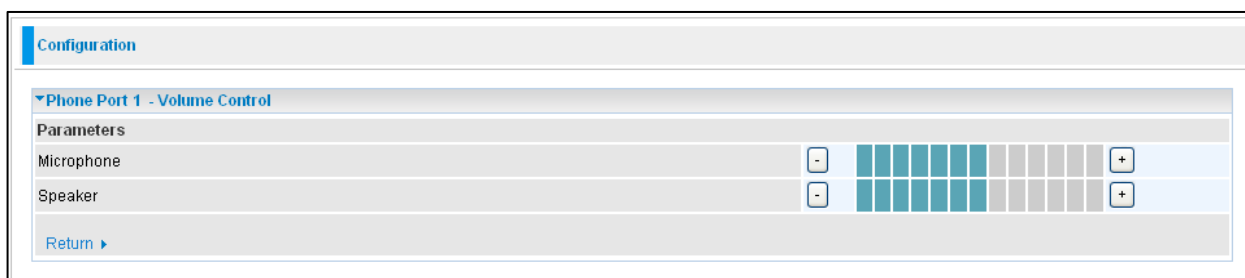 Configuration
Phone Port 1 - Volume Control
Parameters
Microphone - +
Speaker - +
Return